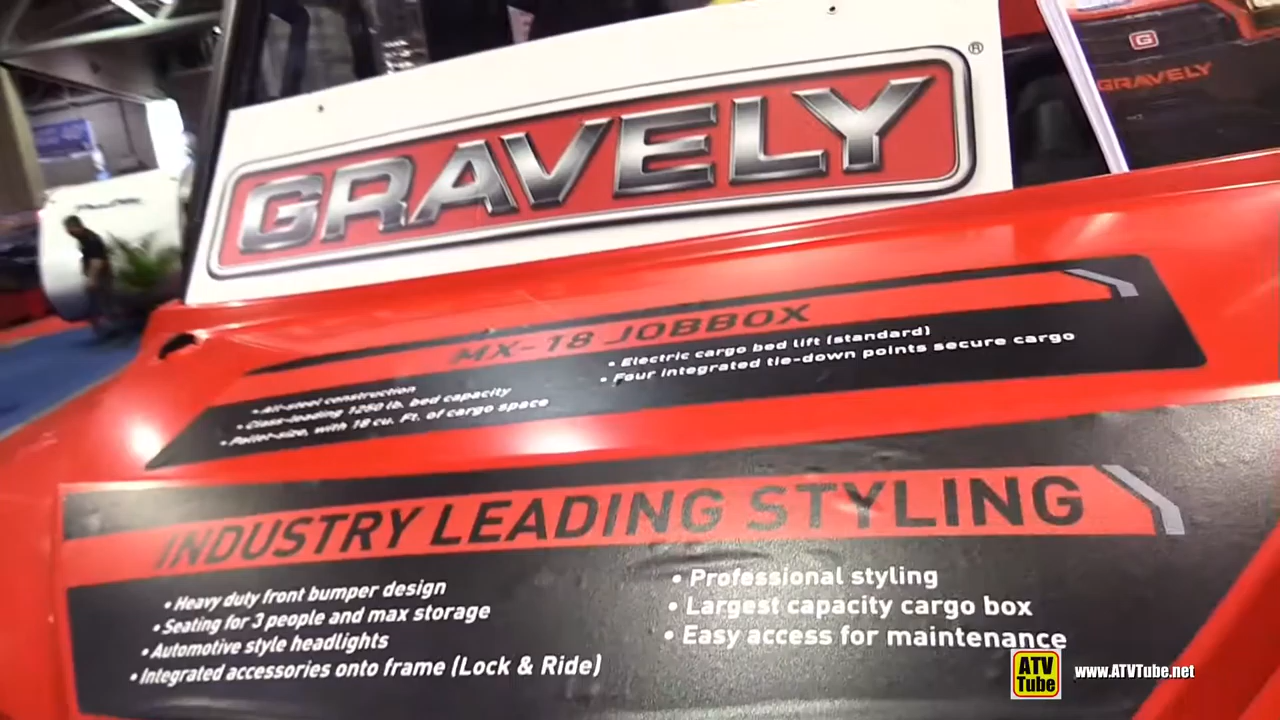 GRAVELY ®
G
GRAVELY
MX-18 JOBBOX
• All-steel construction
• Class-leading 1250 lb. bed capacity
• Pallet-size, with 18 cu. Ft. of cargo space
• Electric cargo bed lift (standard)
• Four integrated tie-down points secure cargo
INDUSTRY LEADING STYLING
• Heavy duty front bumper design
• Seating for 3 people and max storage
• Automotive style headlights
• Integrated accessories onto frame (Lock & Ride)
• Professional styling
• Largest capacity cargo box
• Easy access for maintenance
ATV
Tube
www.ATVTube.net